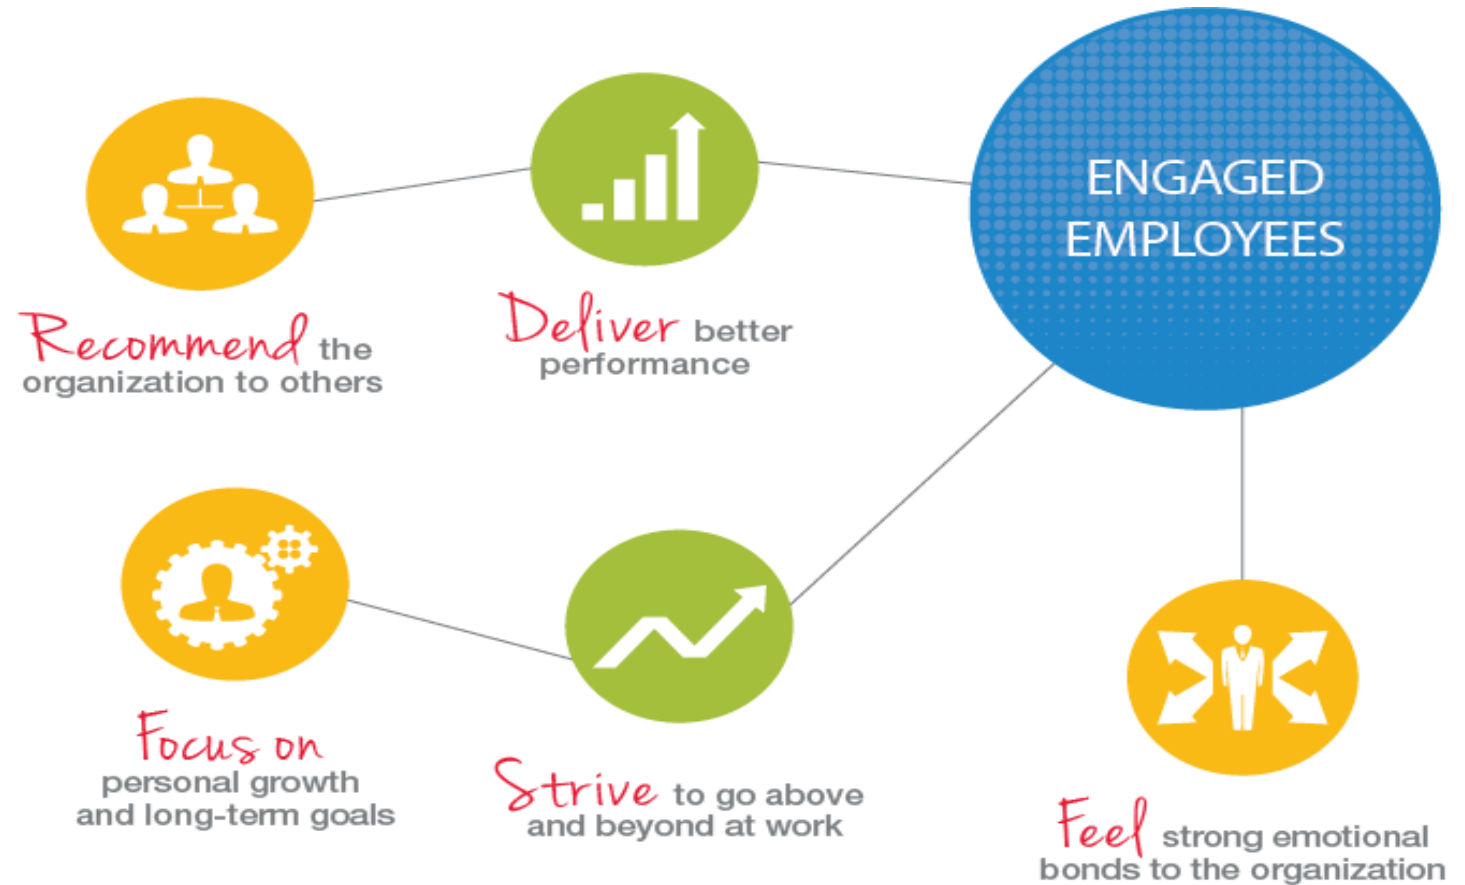 ENGAGED
EMPLOYEES
Recommend the
organization to others
Deliver better
performance
Focus on
personal growth
and long-term goals
Strive to go above
and beyond at work
Feel strong emotional
bonds to the organization